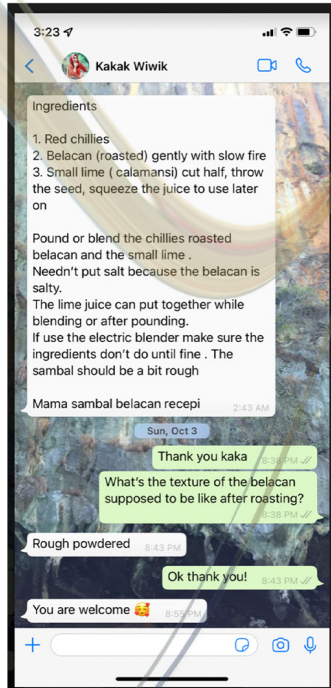 3:23
Kakak Wiwik
Ingredients
1. Red chillies
2. Belacan (roasted) gently with slow fire
3. Small lime ( calamansi) cut half, throw
the seed, squeeze the juice to use later
on
Pound or blend the chillies roasted
belacan and the small lime .
Needn't put salt because the belacan is
salty.
The lime juice can put together while
blending or after pounding.
If use the electric blender make sure the
ingredients don't do until fine . The
sambal should be a bit rough
Mama sambal belacan recepi
2:43 AM
Sun, Oct 3
Thank you kaka
8:38 PM
What's the texture of the belacan
supposed to be like after roasting?
8:38 PM
Rough powdered
8:43 PM
Ok thank you!
8:43 PM
You are welcome 🥰
8:55 PM